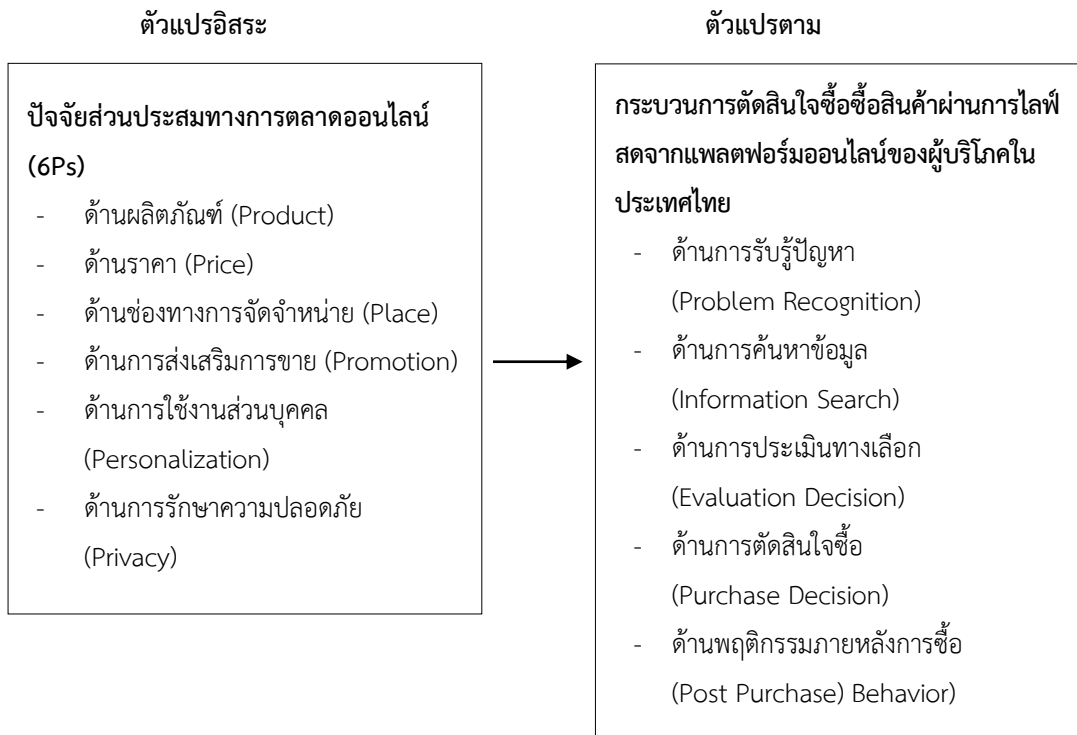 ตัวแปรอิสระ
ปัจจัยส่วนประสมทางการตลาดออนไลน์
(6Ps)
- ด้านผลิตภัณฑ์ (Product)
- ด้านราคา (Price)
- ด้านช่องทางการจัดจำหน่าย (Place)
- ด้านการส่งเสริมการขาย (Promotion)
- ด้านการใช้งานส่วนบุคคล
(Personalization)
- ด้านการรักษาความปลอดภัย
(Privacy)
ตัวแปรตาม
กระบวนการตัดสินใจซื้อซื้อสินค้าผ่านการไลฟ์
สดจากแพลตฟอร์มออนไลน์ของผู้บริโภคใน
ประเทศไทย
- ด้านการรับรู้ปัญหา
(Problem Recognition)
- ด้านการค้นหาข้อมูล
(Information Search)
- ด้านการประเมินทางเลือก
(Evaluation Decision)
- ด้านการตัดสินใจซื้อ
(Purchase Decision)
- ด้านพฤติกรรมภายหลังการซื้อ
(Post Purchase) Behavior)